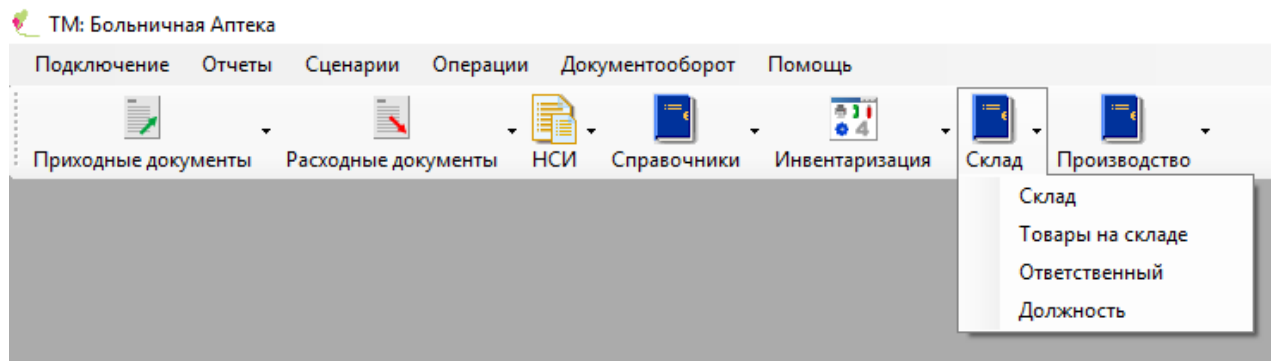 ТМ: Больничная Аптека
Подключение Отчеты Сценарии Операции Документооборот Помощь
Приходные документы Расходные документы НСИ Справочники Инвентаризация Склад Производство
Склад
Товары на складе
Ответственный
Должность